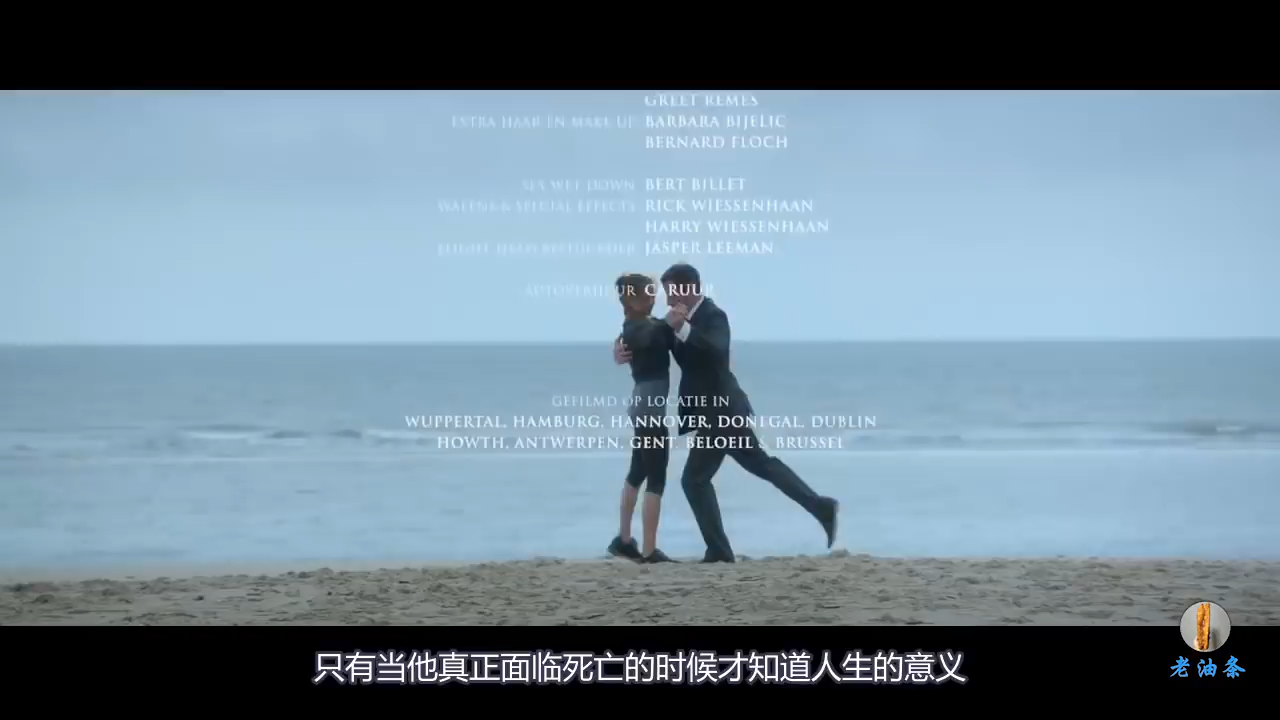 GREET REMES
EXTRA HAAR EN MAKE UP BARBARA BIJELIC
BERNARD FLOCH
SFX WET DOWN BERT BILLET
WAPENS & SPECIAL EFFECTS RICK WIESSENHAAN
HARRY WIESSENHAAN
JASPER LEEMAN
AUTOVERHUUR CARUUR
GEFILMD OP LOCATIE IN
WUPPERTAL, HAMBURG, HANNOVER, DONEGAL, DUBLIN
HOWTH, ANTWERPEN, GENT, BELOEIL & BRUSSEL
只有当他真正面临死亡的时候才知道人生的意义
老油条